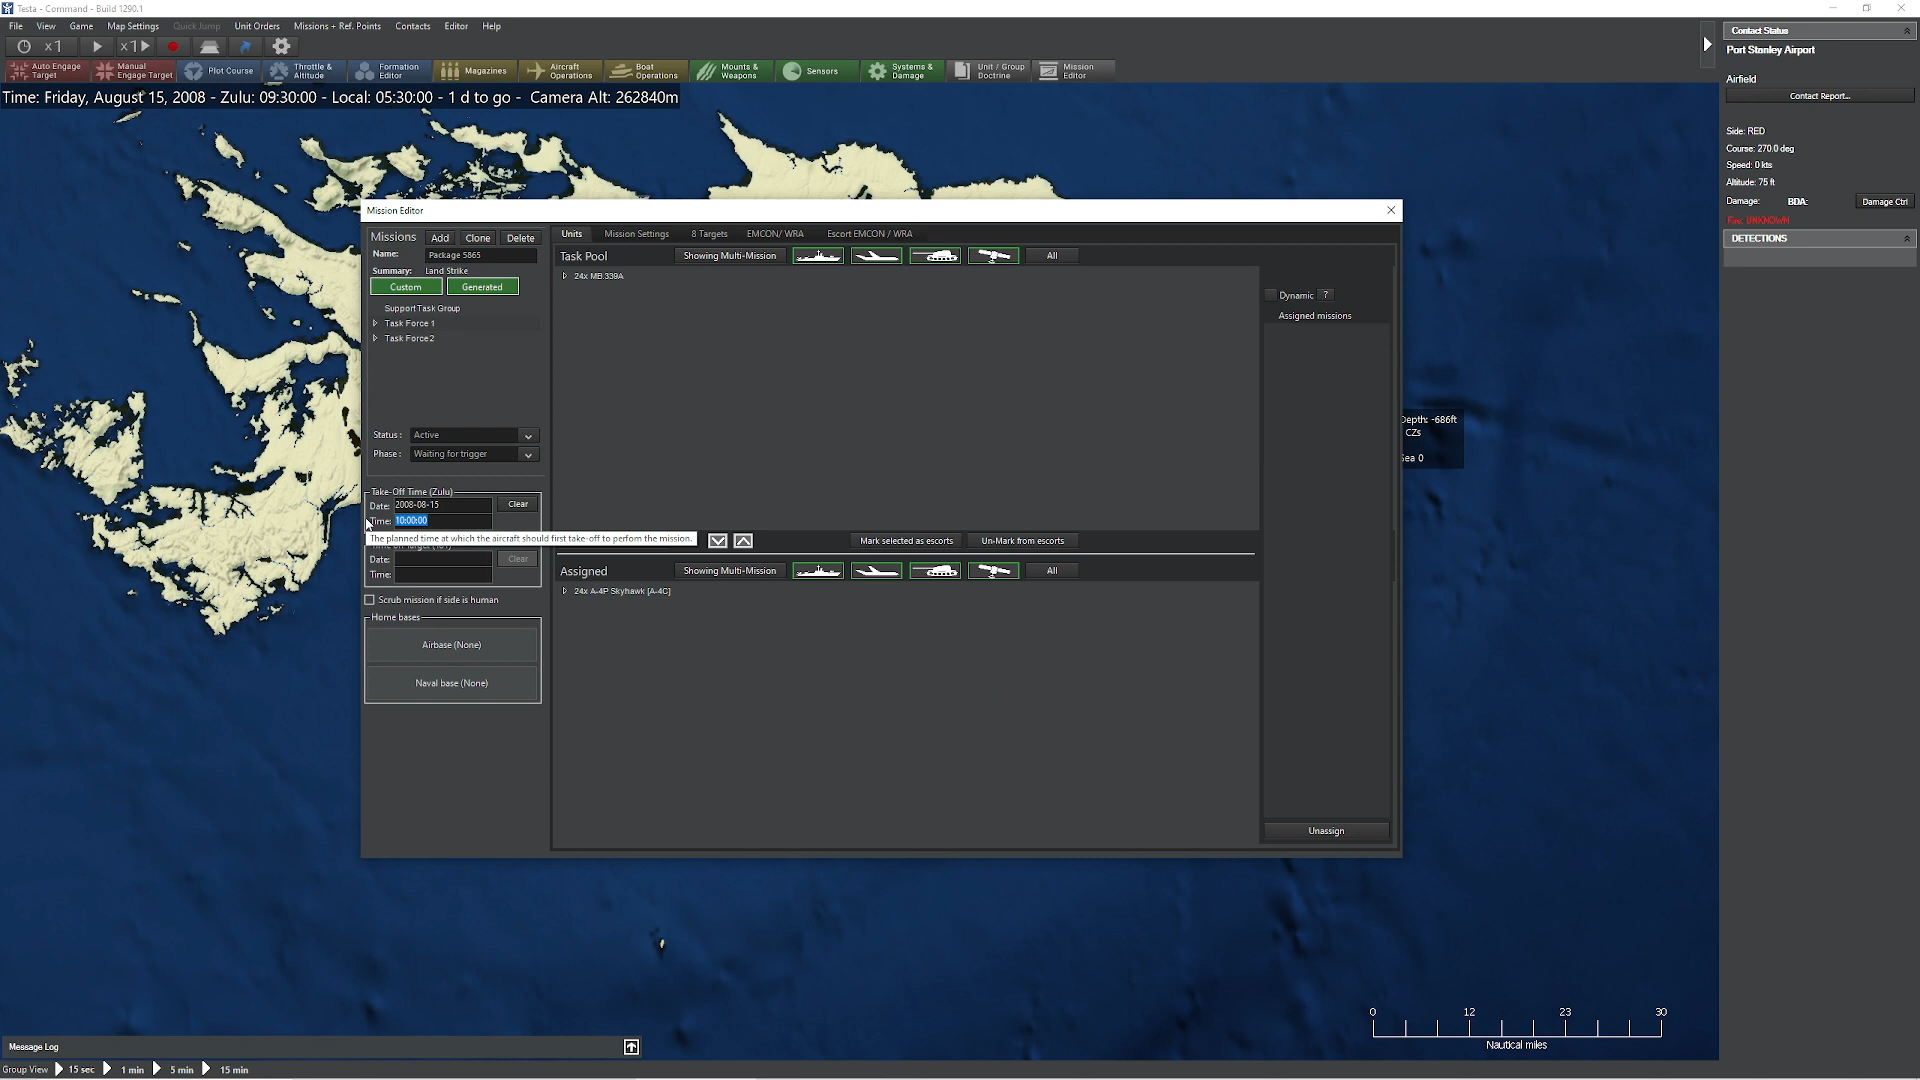 Testa - Command - Build 1290.1
File View Game Map Settings Quick Jump Unit Orders Missions + Ref. Points Contacts Editor Help
x1 x1
Auto Engage Target
Manual Engage Target
Plot Course
Throttle & Altitude
Formation Editor
Magazines
Aircraft Operations
Boat Operations
Mounts & Weapons
Sensors
Systems & Damage
Unit / Group Doctrine
Mission Editor
Time: Friday, August 15, 2008 - Zulu: 09:30:00 - Local: 05:30:00 - 1 d to go - Camera Alt: 262840m
Mission Editor
Missions Add Clone Delete
Name: Package 5865
Summary: Land Strike
Custom Generated
Support Task Group
Task Force 1
Task Force 2
Status: Active
Phase: Waiting for trigger
Take-Off Time (Zulu)
Date: 2008-08-15 Clear
Time: 10:00:00
The planned time at which the aircraft should first take-off to perfom the mission.
Date: Clear
Time:
Scrub mission if side is human
Home bases
Airbase (None)
Naval base (None)
Units Mission Settings 8 Targets EMCON/ WRA Escort EMCON / WRA
Task Pool Showing Multi-Mission All
24x MB.339A
Dynamic ?
Assigned missions
Mark selected as escorts Un-Mark from escorts
Assigned Showing Multi-Mission All
24x A-4P Skyhawk [A-4C]
Unassign
Depth: -686ft
CZs
Sea 0
Contact Status
Port Stanley Airport
Airfield
Contact Report...
Side: RED
Course: 270.0 deg
Speed: 0 kts
Altitude: 75 ft
Damage: BDA: Damage Ctrl
Fire: UNKNOWN
DETECTIONS
0 12 23 30
Nautical miles
Message Log
Group View 15 sec 1 min 5 min 15 min